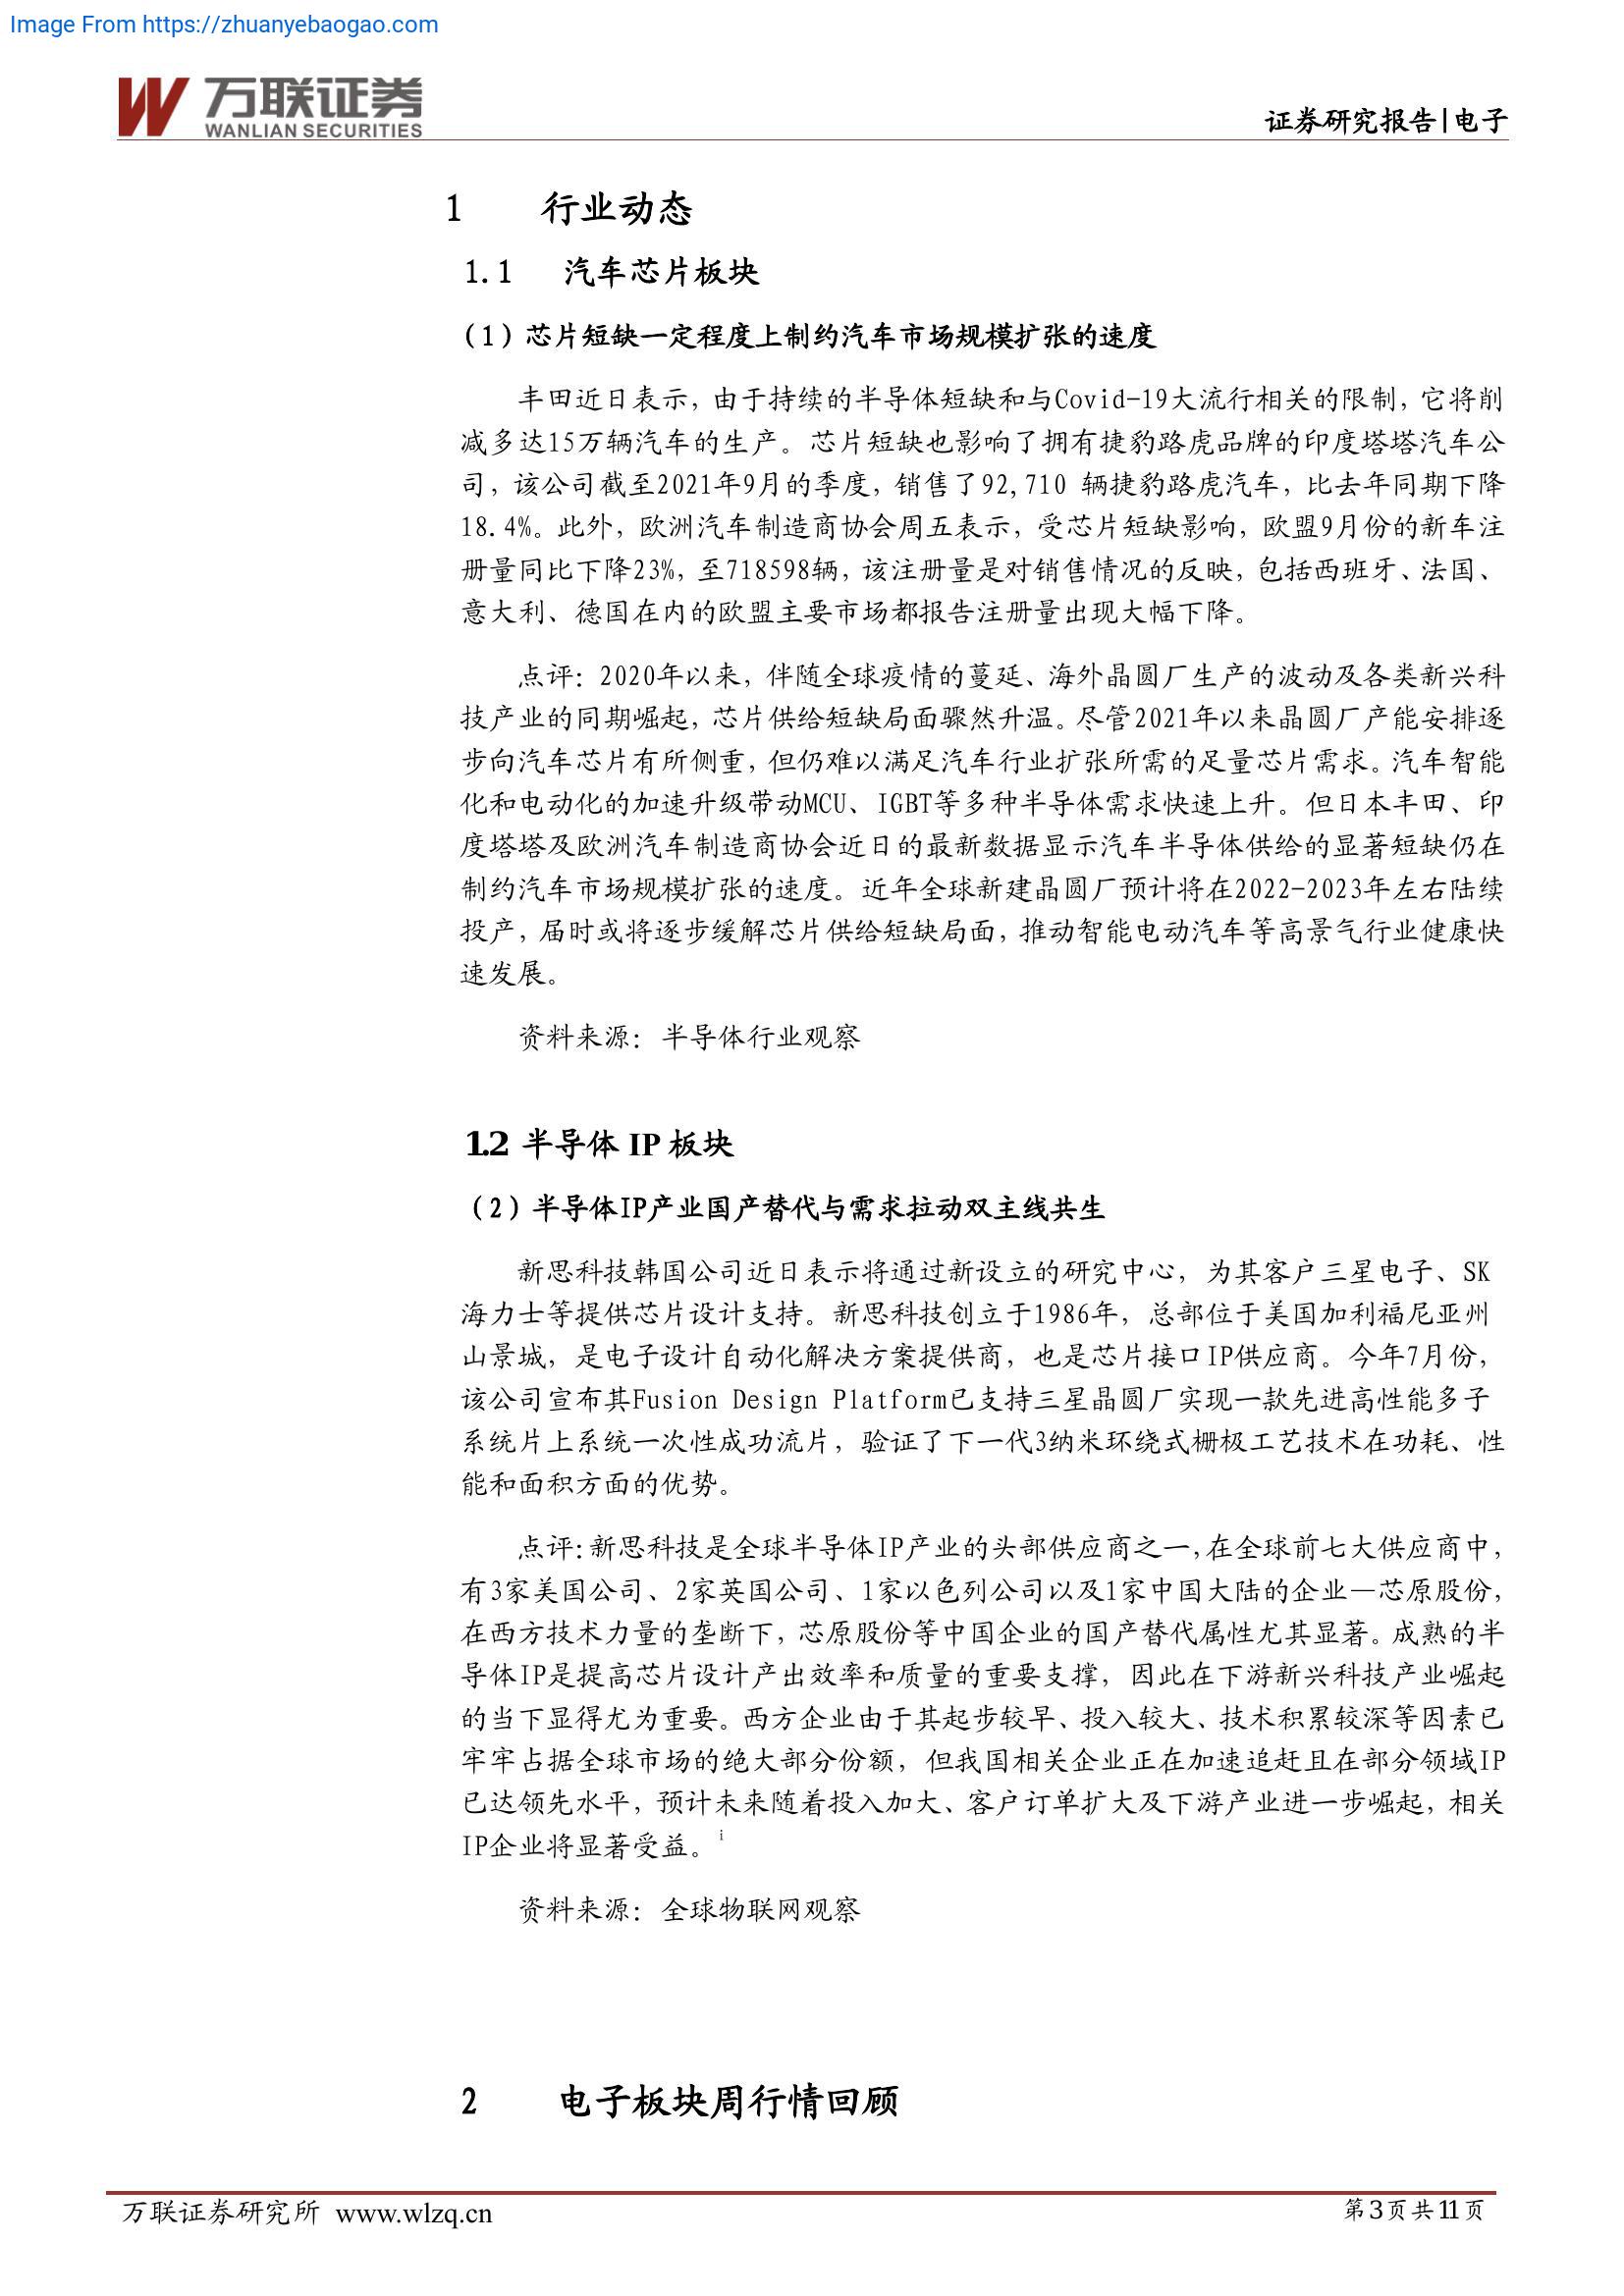 Image From https://zhuanyebaogao.com
万联证券
WANLIAN SECURITIES
证券研究报告|电子
1 行业动态
1.1 汽车芯片板块
（1）芯片短缺一定程度上制约汽车市场规模扩张的速度
丰田近日表示，由于持续的半导体短缺和与Covid-19大流行相关的限制，它将削
减多达15万辆汽车的生产。芯片短缺也影响了拥有捷豹路虎品牌的印度塔塔汽车公
司，该公司截至2021年9月的季度，销售了92,710 辆捷豹路虎汽车，比去年同期下降
18.4%。此外，欧洲汽车制造商协会周五表示，受芯片短缺影响，欧盟9月份的新车注
册量同比下降23%，至718598辆，该注册量是对销售情况的反映，包括西班牙、法国、
意大利、德国在内的欧盟主要市场都报告注册量出现大幅下降。
点评：2020年以来，伴随全球疫情的蔓延、海外晶圆厂生产的波动及各类新兴科
技产业的同期崛起，芯片供给短缺局面骤然升温。尽管2021年以来晶圆厂产能安排逐
步向汽车芯片有所侧重，但仍难以满足汽车行业扩张所需的足量芯片需求。汽车智能
化和电动化的加速升级带动MCU、IGBT等多种半导体需求快速上升。但日本丰田、印
度塔塔及欧洲汽车制造商协会近日的最新数据显示汽车半导体供给的显著短缺仍在
制约汽车市场规模扩张的速度。近年全球新建晶圆厂预计将在2022-2023年左右陆续
投产，届时或将逐步缓解芯片供给短缺局面，推动智能电动汽车等高景气行业健康快
速发展。
资料来源：半导体行业观察
1.2 半导体 IP 板块
（2）半导体IP产业国产替代与需求拉动双主线共生
新思科技韩国公司近日表示将通过新设立的研究中心，为其客户三星电子、SK
海力士等提供芯片设计支持。新思科技创立于1986年，总部位于美国加利福尼亚州
山景城，是电子设计自动化解决方案提供商，也是芯片接口IP供应商。今年7月份，
该公司宣布其Fusion Design Platform已支持三星晶圆厂实现一款先进高性能多子
系统片上系统一次性成功流片，验证了下一代3纳米环绕式栅极工艺技术在功耗、性
能和面积方面的优势。
点评：新思科技是全球半导体IP产业的头部供应商之一，在全球前七大供应商中，
有3家美国公司、2家英国公司、1家以色列公司以及1家中国大陆的企业—芯原股份，
在西方技术力量的垄断下，芯原股份等中国企业的国产替代属性尤其显著。成熟的半
导体IP是提高芯片设计产出效率和质量的重要支撑，因此在下游新兴科技产业崛起
的当下显得尤为重要。西方企业由于其起步较早、投入较大、技术积累较深等因素已
牢牢占据全球市场的绝大部分份额，但我国相关企业正在加速追赶且在部分领域IP
已达领先水平，预计未来随着投入加大、客户订单扩大及下游产业进一步崛起，相关
IP企业将显著受益。i
资料来源：全球物联网观察
2 电子板块周行情回顾
万联证券研究所 www.wlzq.cn
第3页共11页